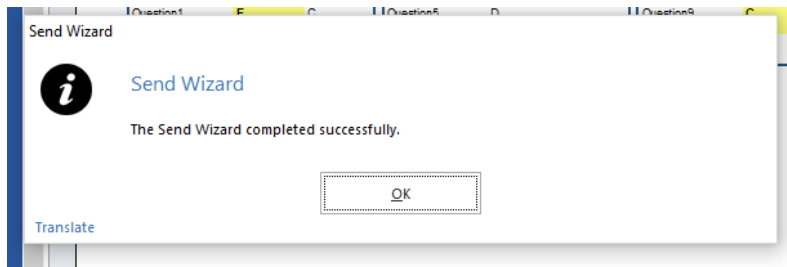 Question1 F C Question5 D Question9 C
Send Wizard
Send Wizard
The Send Wizard completed successfully.
OK
Translate